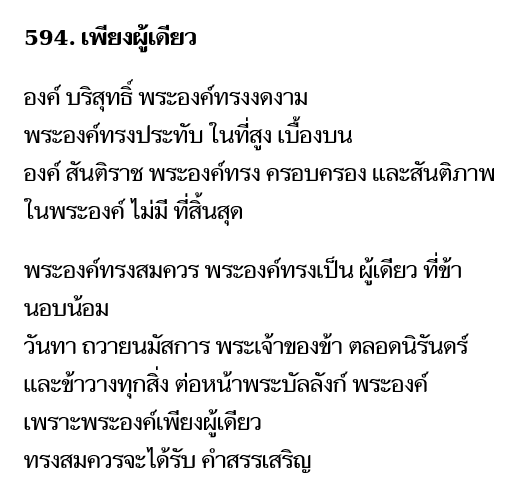 594. เพียงผู้เดียว
องค์ บริสุทธิ์ พระองค์ทรงงดงาม
พระองค์ทรงประทับ ในที่สูง เบื้องบน
องค์ สันติราช พระองค์ทรง ครอบครอง และสันติภาพ
ในพระองค์ ไม่มี ที่สิ้นสุด
พระองค์ทรงสมควร พระองค์ทรงเป็น ผู้เดียว ที่ข้า
นอบน้อม
วันทา ถวายนมัสการ พระเจ้าของข้า ตลอดนิรันดร์
และข้าวางทุกสิ่ง ต่อหน้าพระบัลลังก์ พระองค์
เพราะพระองค์เพียงผู้เดียว
ทรงสมควรจะได้รับ คำสรรเสริญ